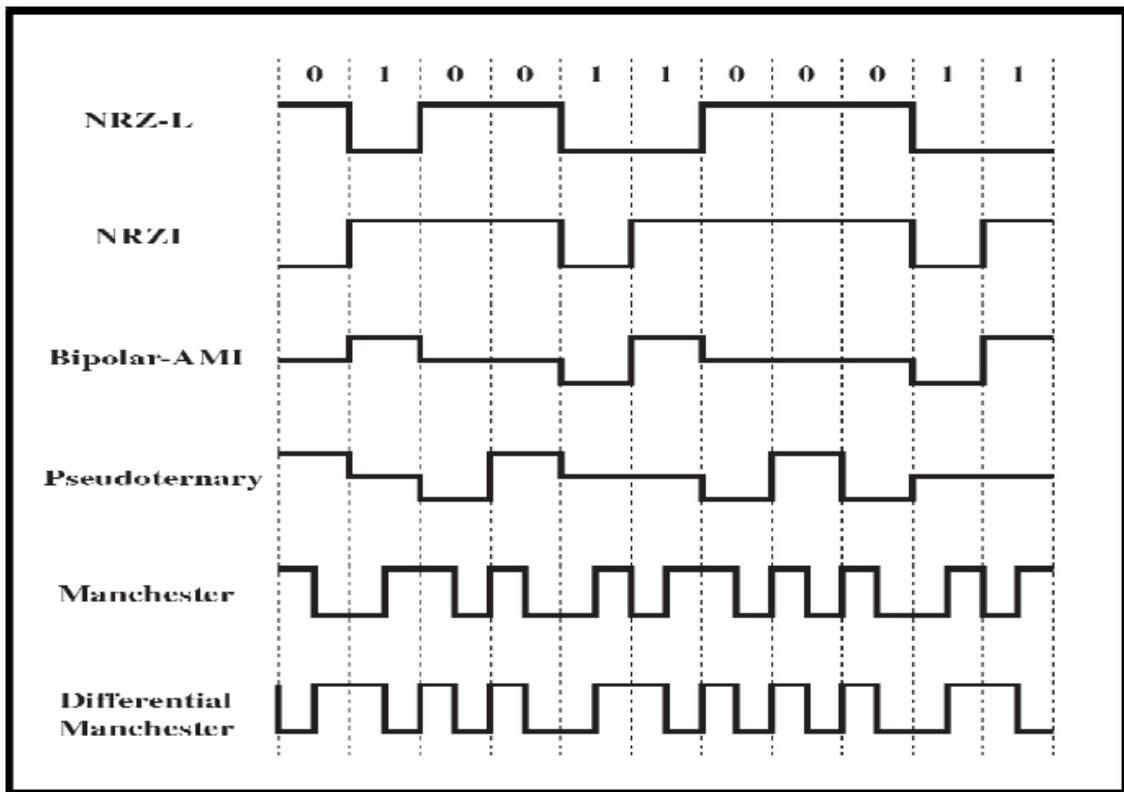 0 1 0 0 1 1 0 0 0 1 1
NRZ-L
NRZI
Bipolar-AMI
Pseudoternary
Manchester
Differential
Manchester